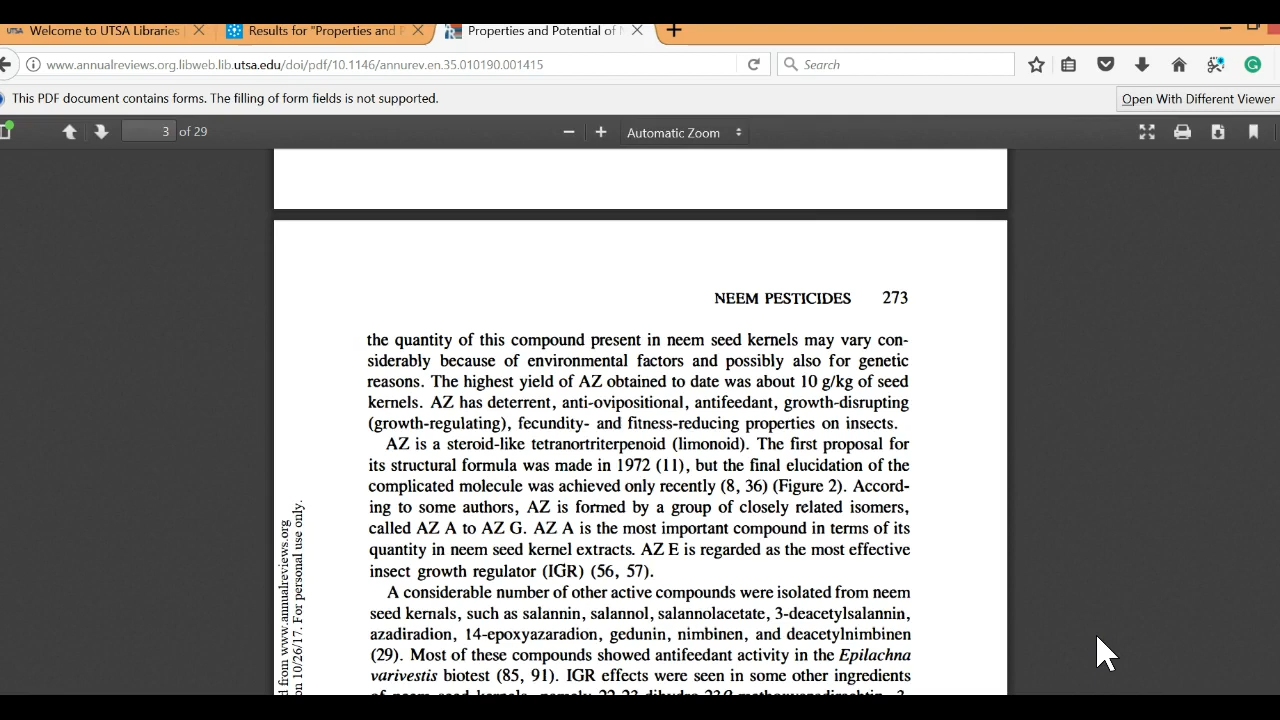 Welcome to UTSA Libraries
Results for "Properties and P
Properties and Potential of
www.annualreviews.org.libweb.lib.utsa.edu/doi/pdf/10.1146/annurev.en.35.010190.001415
Search
This PDF document contains forms. The filling of form fields is not supported.
Open With Different Viewer
3 of 29
Automatic Zoom
NEEM PESTICIDES 273
the quantity of this compound present in neem seed kernels may vary con-
siderably because of environmental factors and possibly also for genetic
reasons. The highest yield of AZ obtained to date was about 10 g/kg of seed
kernels. AZ has deterrent, anti-ovipositional, antifeedant, growth-disrupting
(growth-regulating), fecundity- and fitness-reducing properties on insects.
AZ is a steroid-like tetranortriterpenoid (limonoid). The first proposal for
its structural formula was made in 1972 (11), but the final elucidation of the
complicated molecule was achieved only recently (8, 36) (Figure 2). Accord-
ing to some authors, AZ is formed by a group of closely related isomers,
called AZ A to AZ G. AZ A is the most important compound in terms of its
quantity in neem seed kernel extracts. AZ E is regarded as the most effective
insect growth regulator (IGR) (56, 57).
A considerable number of other active compounds were isolated from neem
seed kernals, such as salannin, salannol, salannolacetate, 3-deacetylsalannin,
azadiradion, 14-epoxyazaradion, gedunin, nimbinen, and deacetylnimbinen
(29). Most of these compounds showed antifeedant activity in the Epilachna
varivestis biotest (85, 91). IGR effects were seen in some other ingredients
of neem seed kernels, namely 22,23-dihydro-23β-methoxyazadirachtin, 3-
d from www.annualreviews.org
on 10/26/17. For personal use only.